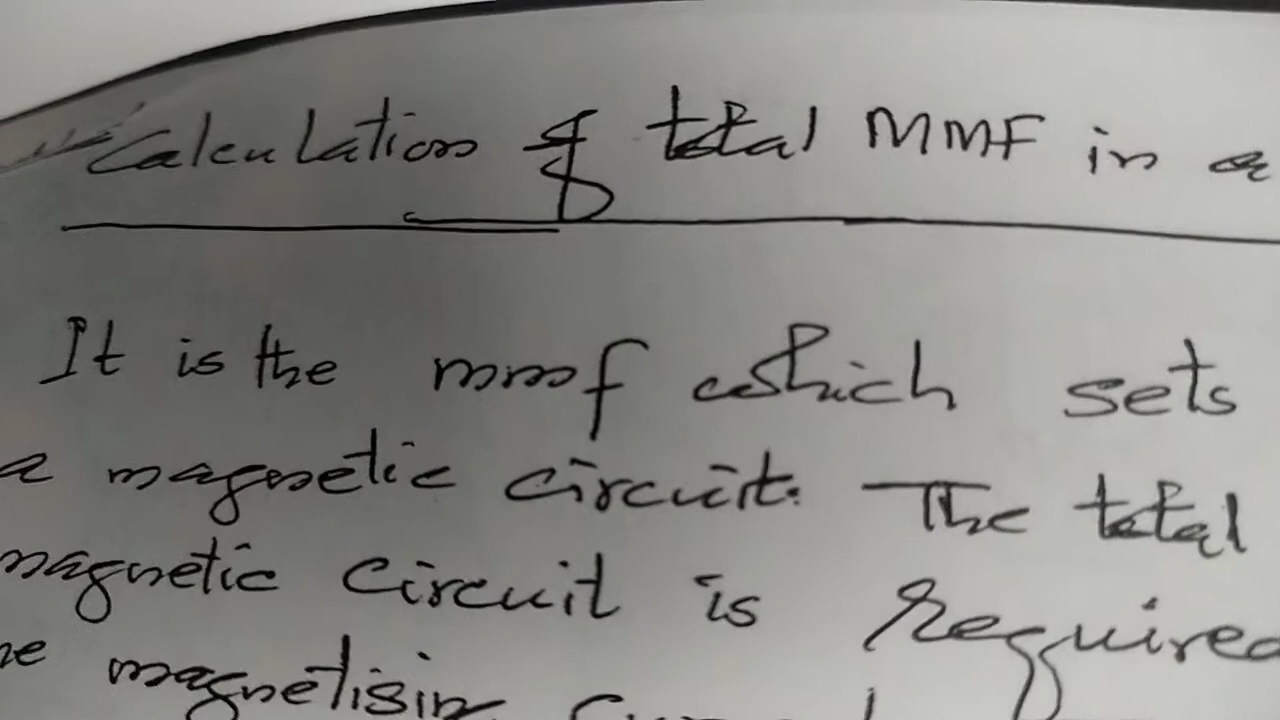 Calculation of total MMF in a
It is the mmf which sets
a magnetic circuit. The total
magnetic circuit is required
magnetising